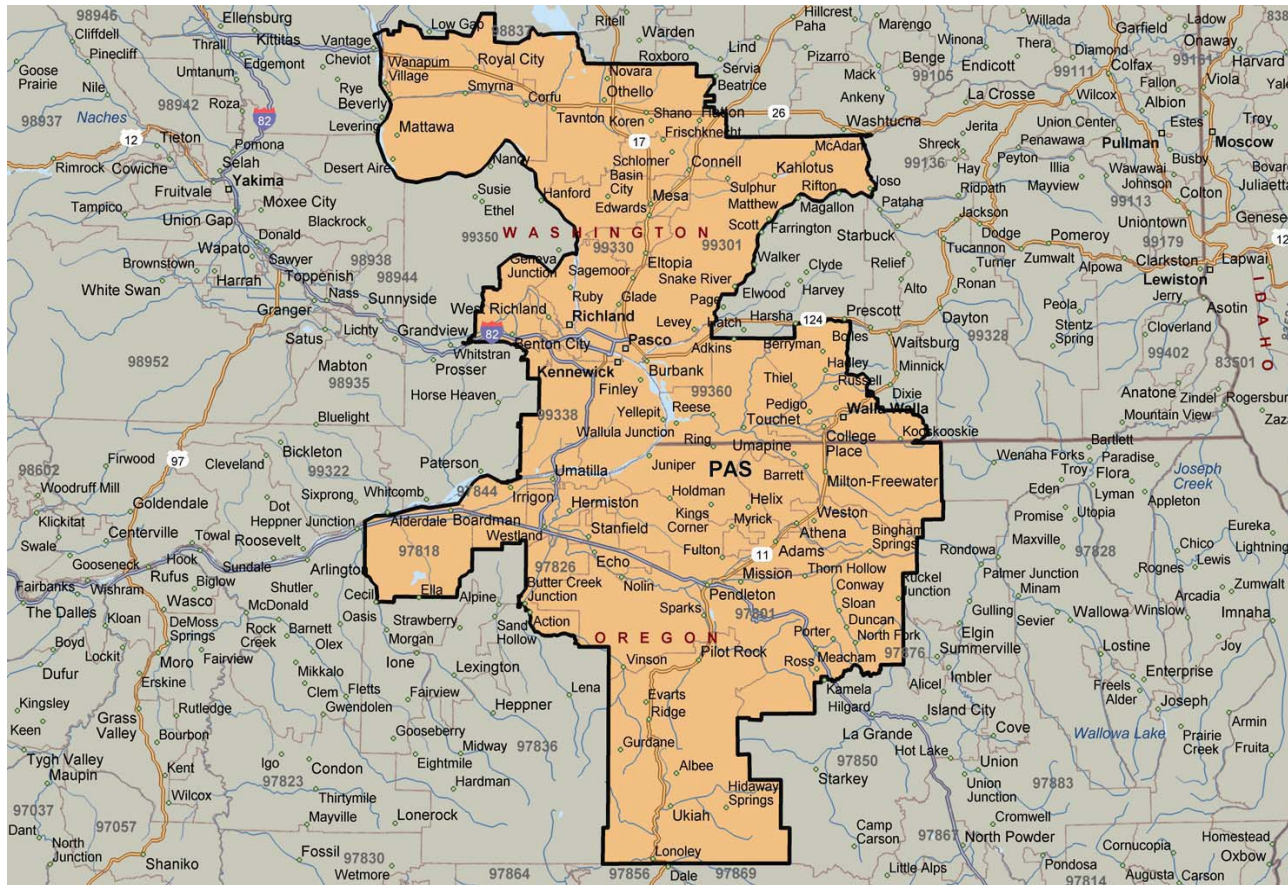 98946
Ellensburg
Cliffdell
Kittitas
Pinecliff
Thrall
Edgemont
Umtanum
Goose
Prairie
Nile
98942
Roza
82
98937
Naches
12
Tieton
Pomona
Selah
Rimrock
Cowiche
Fruitvale
Yakima
Tampico
Moxee City
Union Gap
Blackrock
Donald
Wapato
Sawyer
98938
Brownstown
Toppenish
98944
Harrah
White Swan
Nass
Sunnyside
Granger
Lichty
Grandview
Satus
98952
Mabton
98935
Whitstran
Prosser
Horse Heaven
Bluelight
Low Gap
98837
Vantage
Cheviot
Wanapum
Village
Royal City
Rye
Beverly
Smyrna
Corfu
Levering
Mattawa
Desert Aire
Nancy
Susie
Ethel
Hanford
99350
Ritell
Warden
Roxboro
Novara
Othello
Taunton
Koren
Shano
Hatton
Frischknecht
17
Schlomer
Basin
City
Connell
Mesa
Edwards
Sulphur
Matthew
Scott
Kahlotus
McAdam
Rifton
Magallon
Farrington
WASHINGTON
99330
99301
Geneva
Junction
Sagemoor
Eltopia
Snake River
Walker
Clyde
Harvey
Elwood
Page
Ruby
Glade
West Richland
Richland
Levey
Hatch
Harsha
124
Prescott
82
Benton City
Pasco
Adkins
Berryman
Bolles
Waitsburg
Kennewick
Burbank
Hadley
Minnick
Finley
99360
Thiel
Russell
Dixie
99338
Yellepit
Reese
Pedigo
Touchet
Walla Walla
Wallula Junction
Kooskooskie
Ring
Umapine
College
Place
Hillcrest
Paha
Marengo
Winona
Willada
Thera
Garfield
Ladow
Onaway
Lind
Pizarro
Benge
Endicott
Diamond
Colfax
99161
Harvard
Servia
Beatrice
Mack
99105
99111
Fallon
Viola
Ankeny
La Crosse
Wilcox
Albion
26
Washtucna
Jerita
Union Center
Estes
Troy
Shreck
Penawawa
Pullman
Moscow
99136
Peyton
Illia
Busby
Hay
Wawawai
Joso
Ridpath
Mayview
Johnson
Colton
Pataha
99113
Jackson
Uniontown
Starbuck
Dodge
Pomeroy
99179
12
Tucannon
Clarkston
Lapwai
Relief
Turner
Zumwalt
Alpowa
Lewiston
Alto
Ronan
Jerry
Peola
Asotin
IDAHO
Dayton
Stentz
Spring
Cloverland
99328
99402
83501
Anatone
Zindel
Rogersburg
Mountain View
Bartlett
Wenaha Forks
Paradise
Joseph
Creek
Troy
Flora
Eden
Lyman
Appleton
Promise
Utopia
Eureka
Maxville
97828
Chico
Lightning
Rondowa
Lewis
Rognes
Palmer Junction
Zumwalt
Minam
Arcadia
Gulling
Wallowa
Winslow
Imnaha
Sevier
Elgin
Summerville
Lostine
Joy
Enterprise
Imbler
Freels
Alder
Joseph
Alicel
Island City
Armin
Prairie
Creek
Fruita
Cove
Wallowa Lake
La Grande
Hot Lake
Union
97850
Starkey
97883
Union
Junction
Camp
Carson
97867
Cromwell
North Powder
Cornucopia
Homestead
Oxbow
Pondosa
97814
Augusta
Carson
Little Alps
98602
Firwood
97
Cleveland
Bickleton
99322
Woodruff Mill
Goldendale
Sixprong
Paterson
Whitcomb
97844
Dot
Klickitat
Centerville
Heppner Junction
Swale
Towal
Roosevelt
Hook
Gooseneck
Sundale
Arlington
Fairbanks
Wishram
Rufus
Biglow
The Dalles
Wasco
Shutler
Cecil
Kloan
McDonald
Oasis
DeMoss
Springs
Rock
Creek
Barnett
Olex
Boyd
Lockit
Moro
Fairview
Dufur
Erskine
Mikkalo
Clem
Fletts
Gwendolen
Kingsley
Grass
Valley
Rutledge
Keen
Bourbon
Tygh Valley
Maupin
Kent
Igo
97823
Condon
97037
Wilcox
Thirtymile
Mayville
Dant
97057
North
Junction
Shaniko
Fossil
97830
Wetmore
Lonerock
Hardman
Eightmile
Midway
Gooseberry
97836
Heppner
Fairview
Lena
Lexington
Ione
Morgan
Strawberry
Alpine
Sand
Hollow
Ella
97818
Alderdale
Boardman
Irrigon
Umatilla
Westland
Hermiston
Stanfield
97826
Echo
Butter Creek
Junction
Nolin
Action
OREGON
Vinson
Pilot Rock
Sparks
Pendleton
97801
Mission
Fulton
11
Adams
Athena
Weston
Thorn Hollow
Bingham
Springs
Conway
Ruckel
Junction
Sloan
Duncan
North Fork
97876
Porter
Ross
Meacham
Kamela
Hilgard
Juniper
PAS
Barrett
Milton-Freewater
Holdman
Helix
Kings
Corner
Myrick
Evarts
Ridge
Gurdane
Albee
Hidaway
Springs
Ukiah
Lonoley
Dale
97864
97856
97869